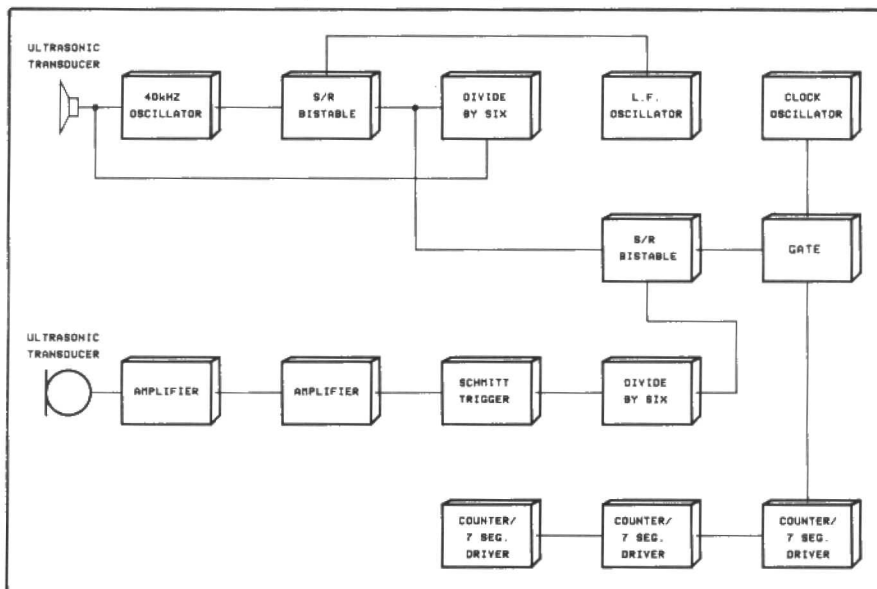 ULTRASONIC
TRANSDUCER
40kHZ
OSCILLATOR
S/R
BISTABLE
DIVIDE
BY SIX
L.F.
OSCILLATOR
CLOCK
OSCILLATOR
S/R
BISTABLE
GATE
ULTRASONIC
TRANSDUCER
AMPLIFIER
AMPLIFIER
SCHMITT
TRIGGER
DIVIDE
BY SIX
COUNTER/
7 SEG.
DRIVER
COUNTER/
7 SEG.
DRIVER
COUNTER/
7 SEG.
DRIVER